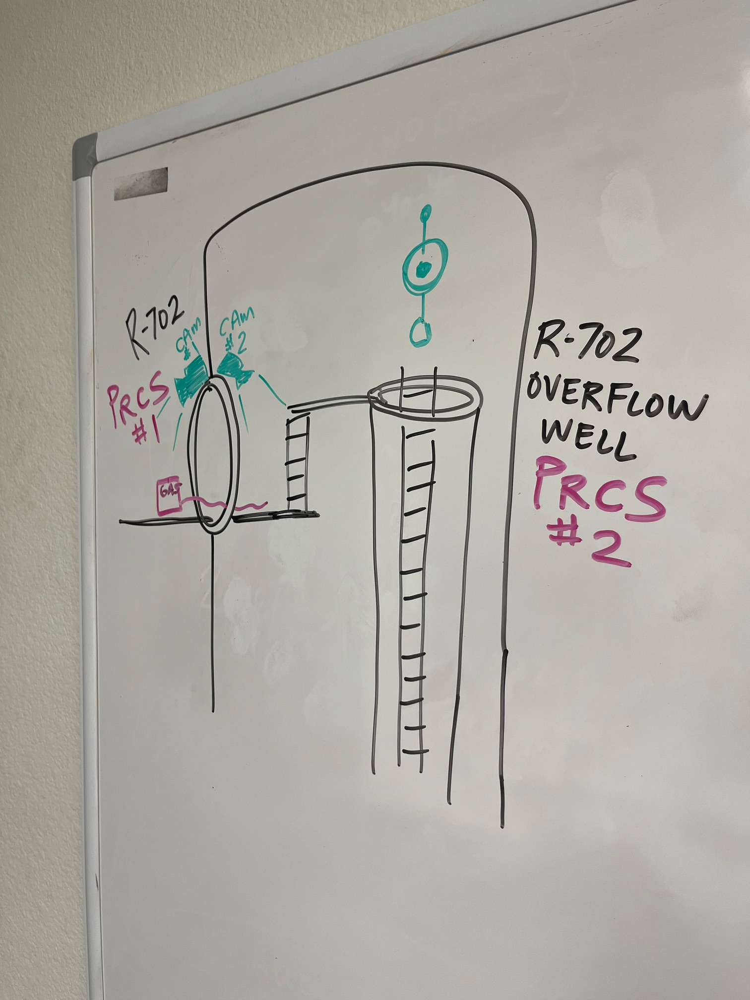 R-702
CAM
#1
CAM
#2
PRCS
#1
GAS
R-702
OVERFLOW
WELL
PRCS
#2